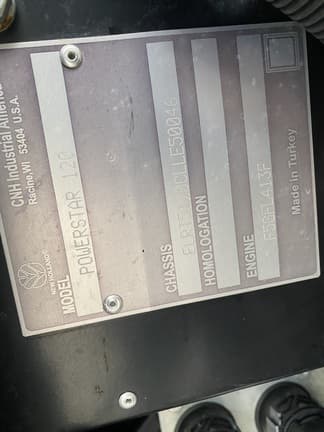 CNH Industrial America
Racine, WI
53404 U.S.A.
NEW HOLLAND
MODEL
POWERSTAR 120
CHASSIS
HOMOLOGATION
ENGINE
Made in Turkey